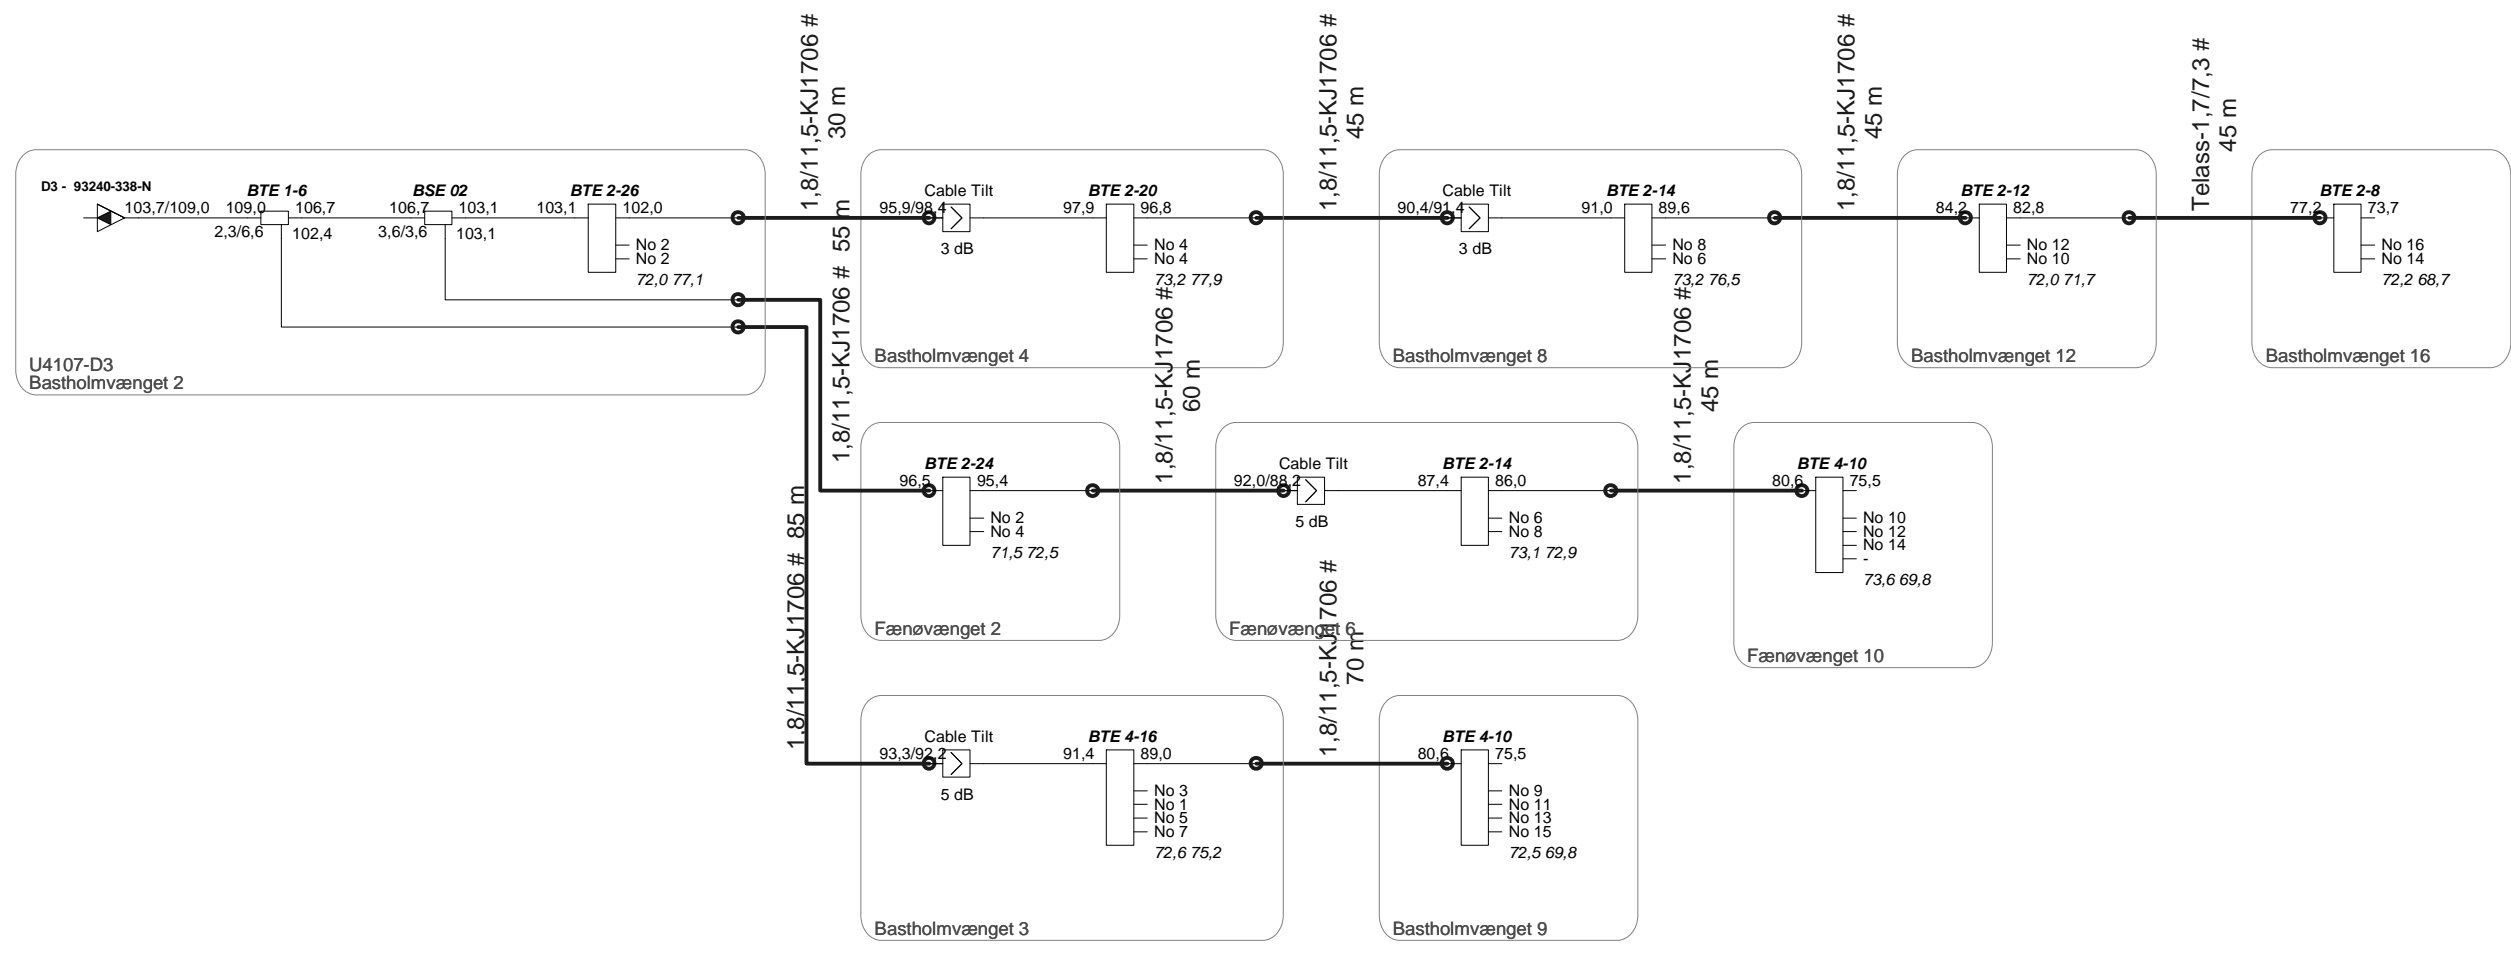 1,8/11,5-KJ1706 #
30 m
1,8/11,5-KJ1706 #
45 m
1,8/11,5-KJ1706 #
45 m
Telass-1,7/7,3 #
45 m
D3 - 93240-338-N
103,7/109,0
BTE 1-6
109,0
106,7
2,3/6,6
102,4
BSE 02
106,7
103,1
3,6/3,6
103,1
BTE 2-26
103,1
102,0
No 2
No 2
72,0 77,1
U4107-D3
Bastholmvænget 2
Cable Tilt
95,9/98,4
3 dB
BTE 2-20
97,9
96,8
No 4
No 4
73,2 77,9
Bastholmvænget 4
Cable Tilt
90,4/91,4
3 dB
BTE 2-14
91,0
89,6
No 8
No 6
73,2 76,5
Bastholmvænget 8
BTE 2-12
84,2
82,8
No 12
No 10
72,0 71,7
Bastholmvænget 12
BTE 2-8
77,2
73,7
No 16
No 14
72,2 68,7
Bastholmvænget 16
1,8/11,5-KJ1706 # 55 m
1,8/11,5-KJ1706 #
60 m
1,8/11,5-KJ1706 #
45 m
BTE 2-24
96,5
95,4
No 2
No 4
71,5 72,5
Fænøvænget 2
Cable Tilt
92,0/88,2
5 dB
BTE 2-14
87,4
86,0
No 6
No 8
73,1 72,9
Fænøvænget 6
BTE 4-10
80,6
75,5
No 10
No 12
No 14
-
73,6 69,8
Fænøvænget 10
1,8/11,5-KJ1706 # 85 m
1,8/11,5-KJ1706 #
70 m
Cable Tilt
93,3/92,2
5 dB
BTE 4-16
91,4
89,0
No 3
No 1
No 5
No 7
72,6 75,2
Bastholmvænget 3
BTE 4-10
80,6
75,5
No 9
No 11
No 13
No 15
72,5 69,8
Bastholmvænget 9